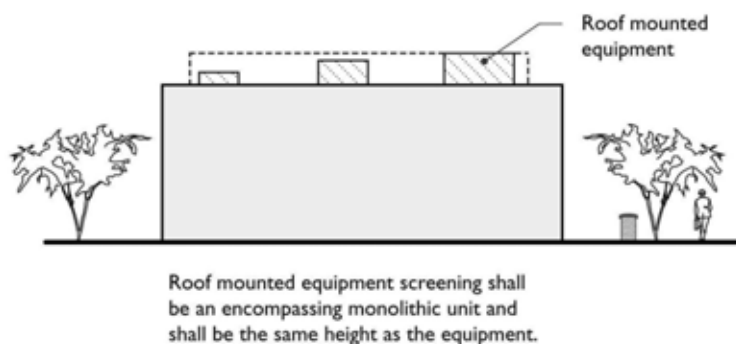 Roof mounted
equipment
Roof mounted equipment screening shall
be an encompassing monolithic unit and
shall be the same height as the equipment.